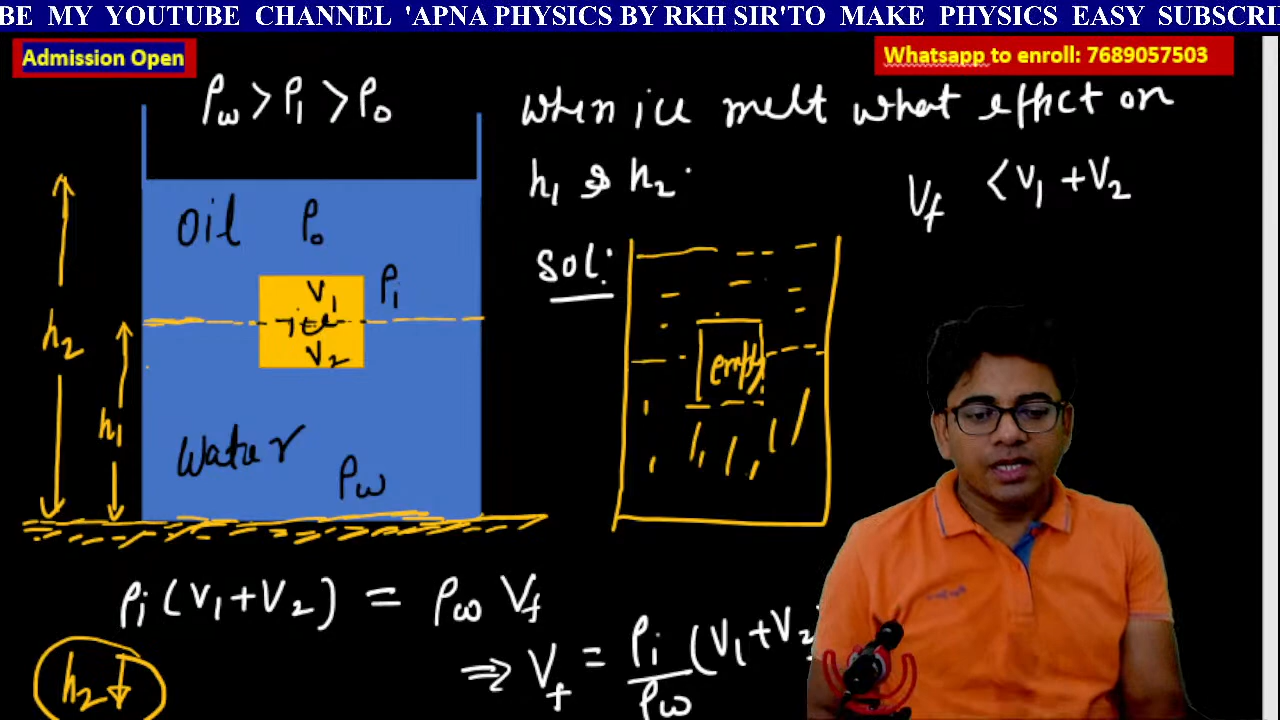 BE MY YOUTUBE CHANNEL 'APNA PHYSICS BY RKH SIR'TO MAKE PHYSICS EASY SUBSCRI
Admission Open
Whatsapp to enroll: 7689057503
ρw > ρi > ρo
When ice melt what effect on
h1 & h2.
Vf < V1 + V2
Oil ρo
sol:
V1 ρi
ice
V2
empty
h2
h1
Water
ρw
ρi (V1 + V2) = ρw Vf
⇒ Vf = ρi/ρw (V1 + V2
h2 ↓